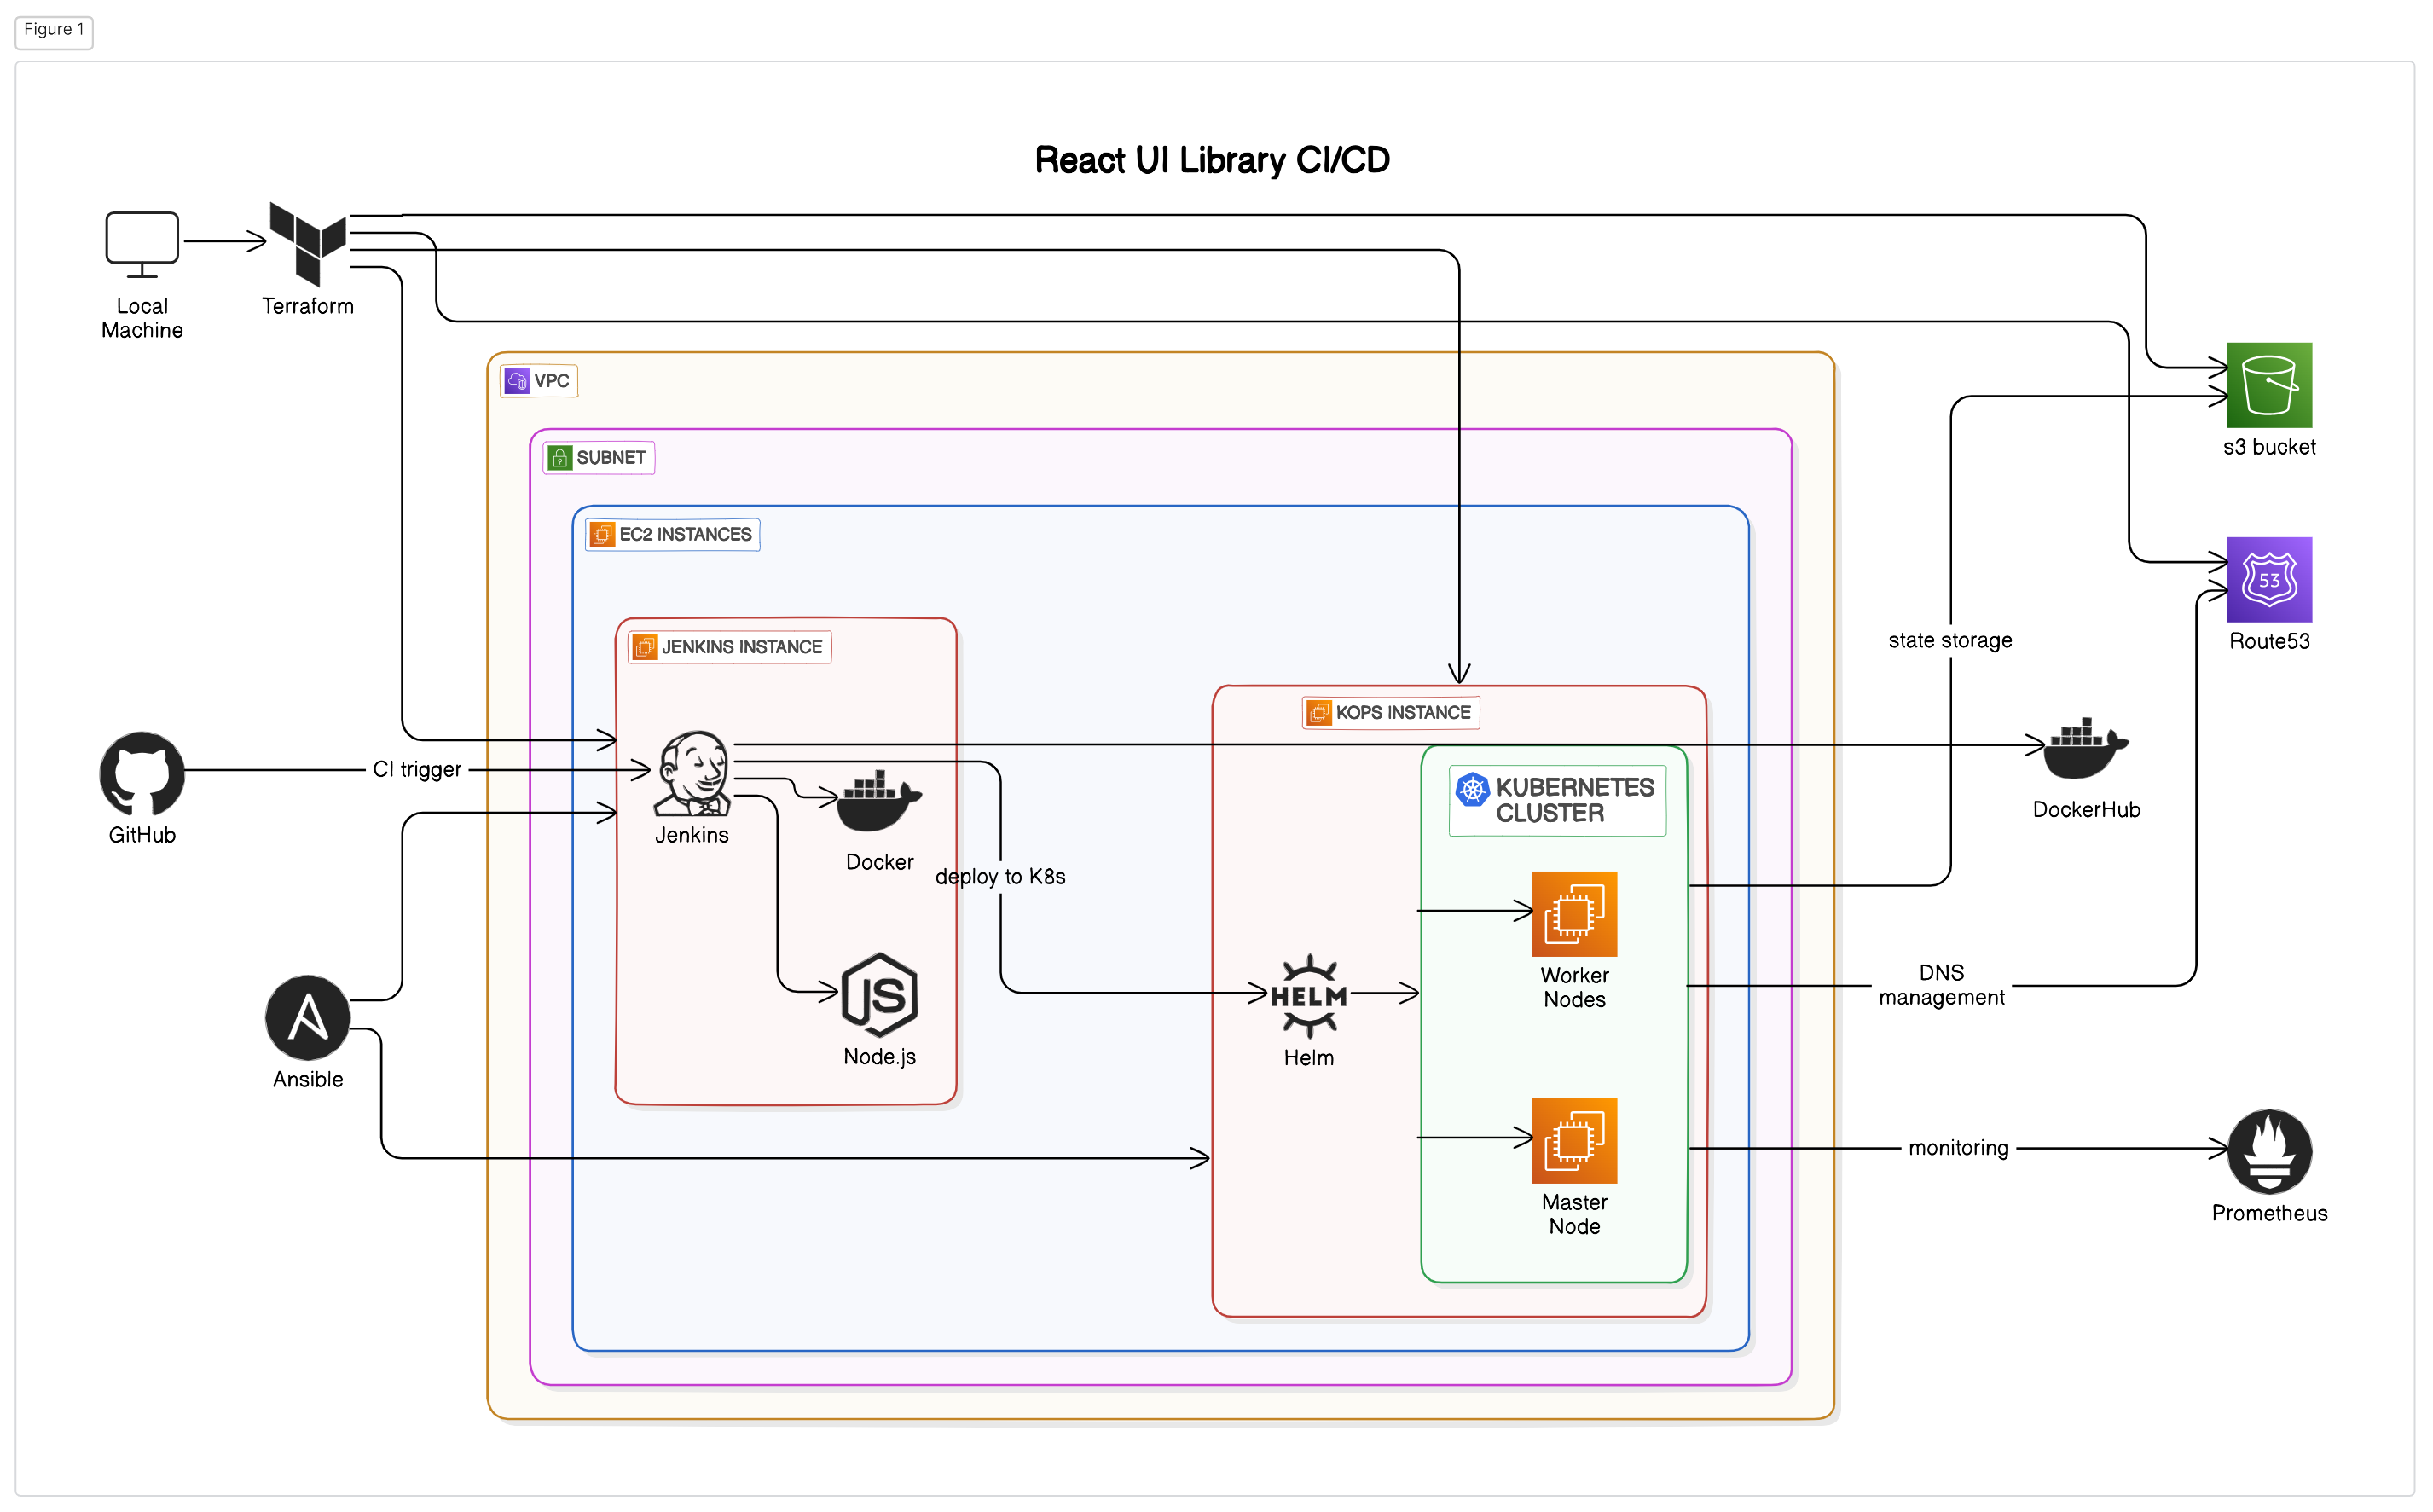 Figure 1
React UI Library CI/CD
Local
Machine
Terraform
VPC
SUBNET
EC2 INSTANCES
JENKINS INSTANCE
KOPS INSTANCE
s3 bucket
53
Route53
state storage
GitHub
CI trigger
Jenkins
Docker
deploy to K8s
KUBERNETES
CLUSTER
DockerHub
Worker
Nodes
DNS
management
JS
Node.js
HELM
Helm
Ansible
Master
Node
monitoring
Prometheus